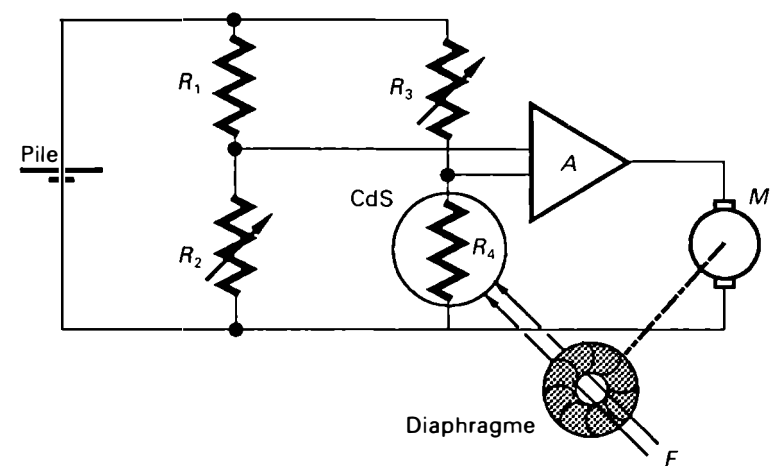 R₁
R₃
Pile
A
CdS
M
R₂
R₄
Diaphragme
F